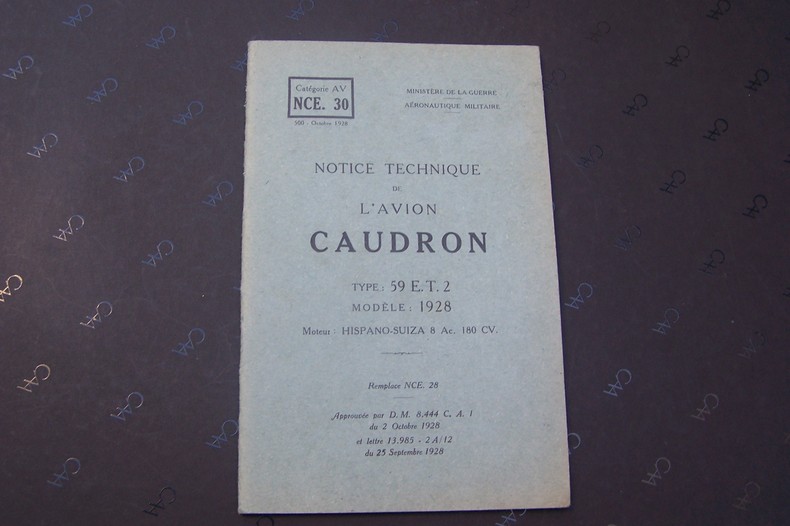 Catégorie AV
NCE. 30
500 - Octobre 1928
MINISTÈRE DE LA GUERRE
AÉRONAUTIQUE MILITAIRE
NOTICE TECHNIQUE
DE
L'AVION
CAUDRON
TYPE : 59 E. T. 2
MODÈLE : 1928
Moteur : HISPANO-SUIZA 8 Ac. 180 CV.
Remplace NCE. 28
Approuvée par D. M. 8.444 C. A. 1
du 2 Octobre 1928
et lettre 13.985 - 2 A/12
du 25 Septembre 1928